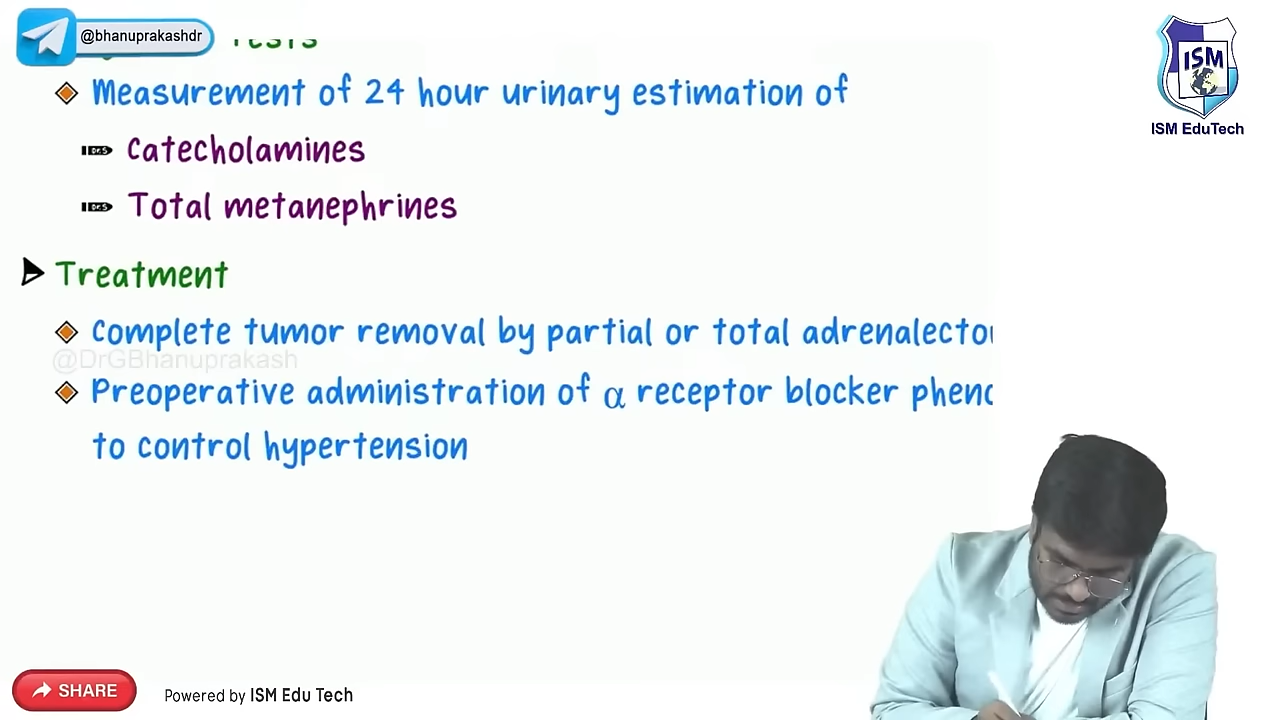 @bhanuprakashdr
Tests
ISM
ISM EduTech
Measurement of 24 hour urinary estimation of
Catecholamines
Total metanephrines
Treatment
Complete tumor removal by partial or total adrenalecto
@DrGBhanuprakash
Preoperative administration of α receptor blocker pheno
to control hypertension
SHARE
Powered by ISM Edu Tech